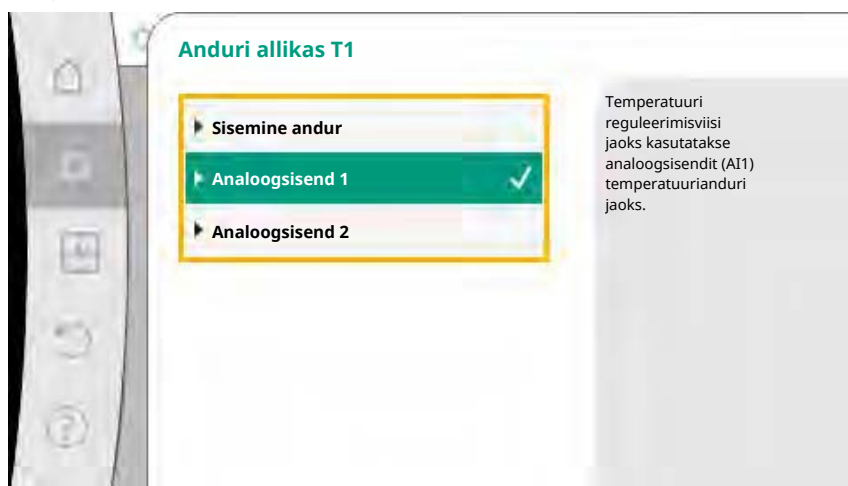 Anduri allikas T1
Sisemine andur
Analoogsisend 1
Analoogsisend 2
Temperatuuri
reguleerimisviisi
jaoks kasutatakse
analoogsisendit (AI1)
temperatuurianduri
jaoks.